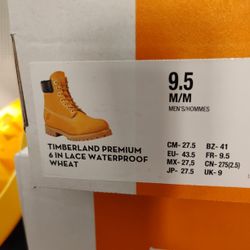 9.5
M/M
MEN'S/HOMMES
TIMBERLAND PREMIUM
6 IN LACE WATERPROOF
WHEAT
CM- 27.5 BZ- 41
EU- 43.5 FR- 9.5
MX- 27.5 CN- 275(2.5)
JP- 27.5 UK- 9